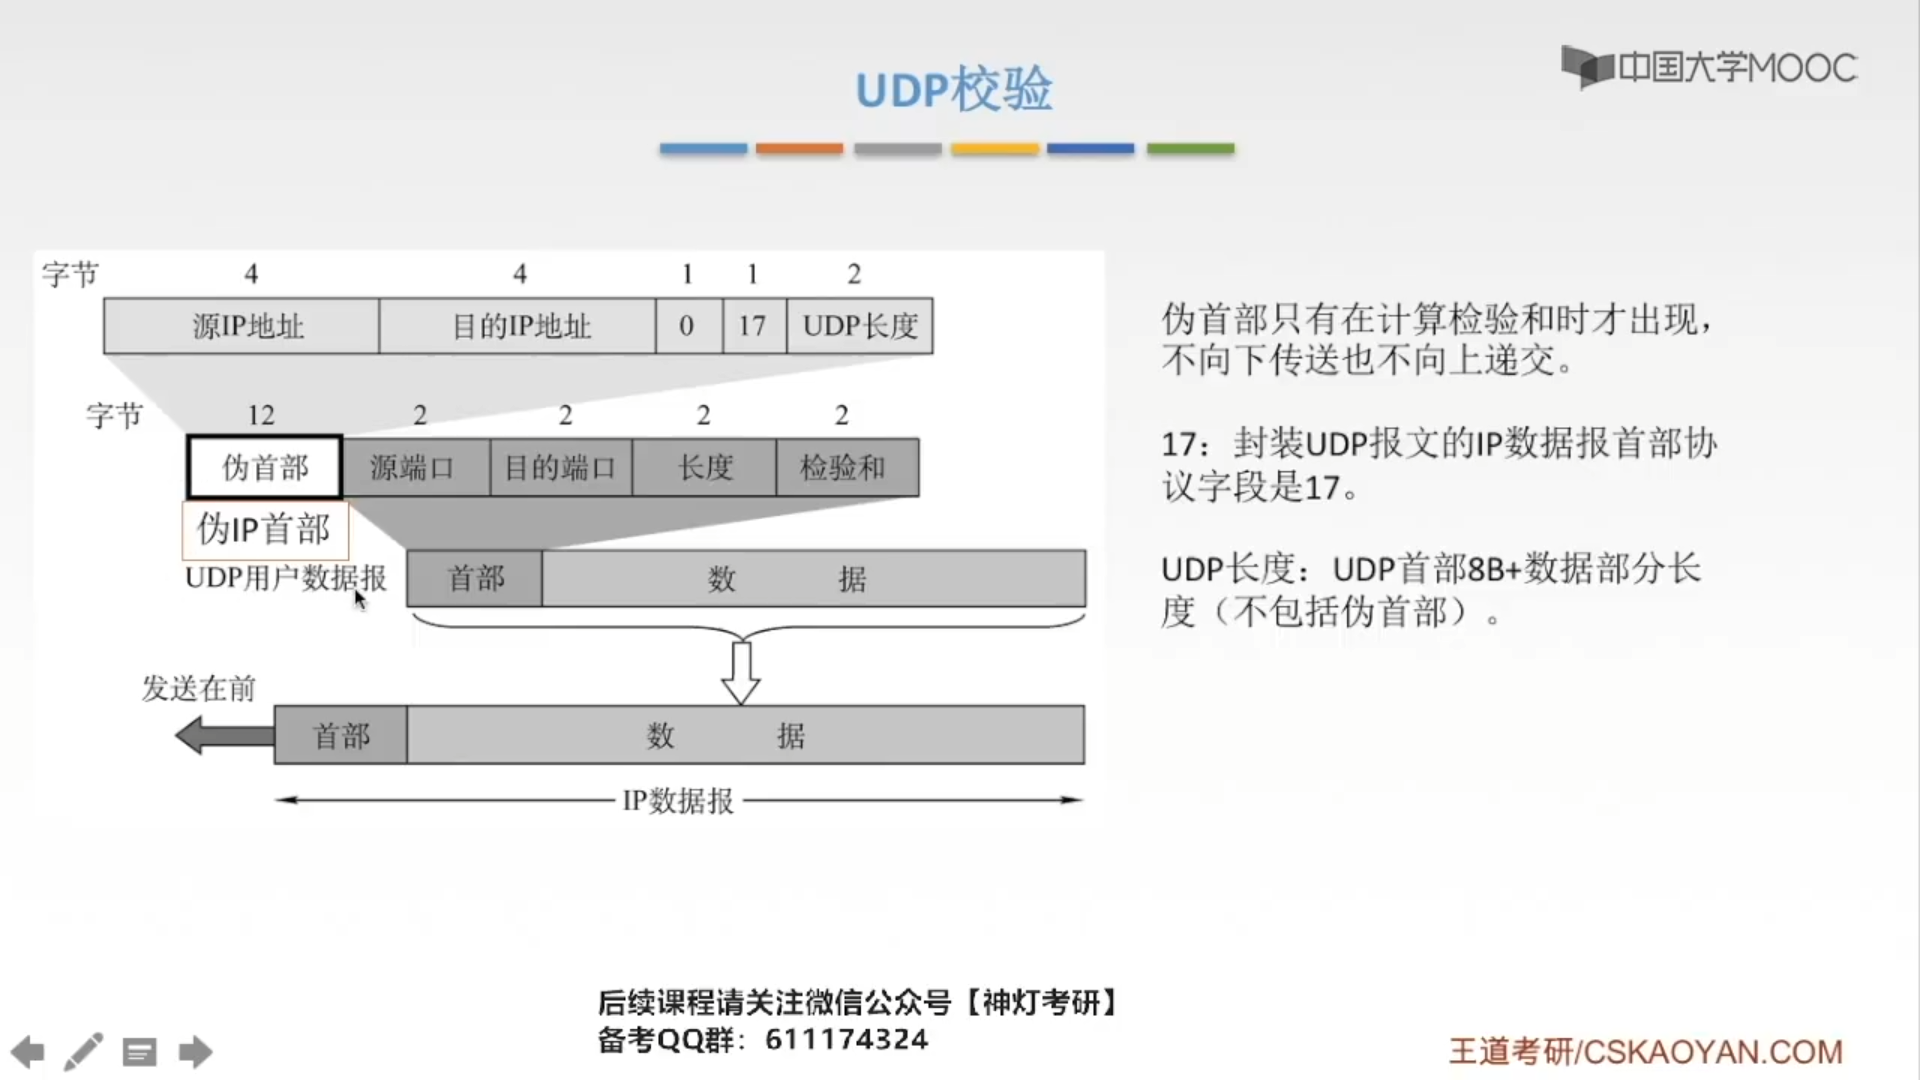 中国大学MOOC
UDP校验
字节 4 4 1 1 2
源IP地址 目的IP地址 0 17 UDP长度
字节 12 2 2 2 2
伪首部 源端口 目的端口 长度 检验和
伪IP首部
UDP用户数据报 首部 数 据
发送在前
首部 数 据
IP数据报
伪首部只有在计算检验和时才出现，
不向下传送也不向上递交。
17：封装UDP报文的IP数据报首部协
议字段是17。
UDP长度：UDP首部8B+数据部分长
度（不包括伪首部）。
后续课程请关注微信公众号【神灯考研】
备考QQ群：611174324
王道考研/CSKAOYAN.COM